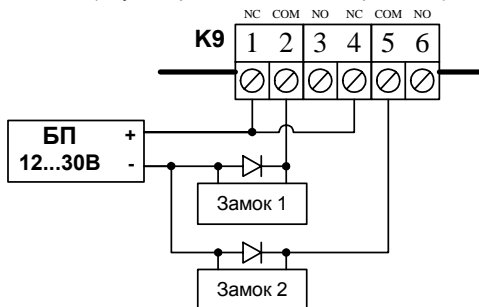 NC COM NO NC COM NO
К9 1 2 3 4 5 6
БП +
12...30В -
Замок 1
Замок 2